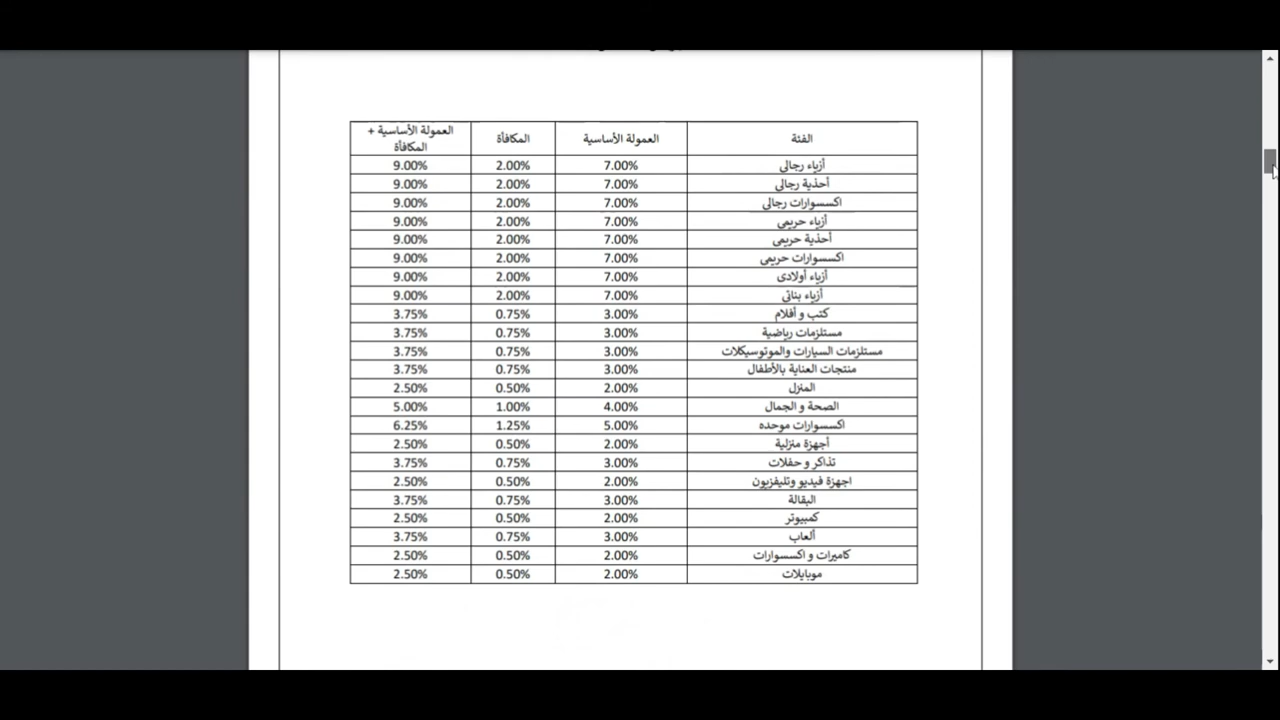 الفئة العمولة الأساسية المكافأة العمولة الأساسية + المكافأة
أزياء رجالى 7.00% 2.00% 9.00%
أحذية رجالى 7.00% 2.00% 9.00%
اكسسوارات رجالى 7.00% 2.00% 9.00%
أزياء حريمى 7.00% 2.00% 9.00%
أحذية حريمى 7.00% 2.00% 9.00%
اكسسوارات حريمى 7.00% 2.00% 9.00%
أزياء أولادى 7.00% 2.00% 9.00%
أزياء بناتى 7.00% 2.00% 9.00%
كتب و أفلام 3.00% 0.75% 3.75%
مستلزمات رياضية 3.00% 0.75% 3.75%
مستلزمات السيارات والموتوسيكلات 3.00% 0.75% 3.75%
منتجات العناية بالأطفال 3.00% 0.75% 3.75%
المنزل 2.00% 0.50% 2.50%
الصحة و الجمال 4.00% 1.00% 5.00%
اكسسوارات موحده 5.00% 1.25% 6.25%
أجهزة منزلية 2.00% 0.50% 2.50%
تذاكر و حفلات 3.00% 0.75% 3.75%
اجهزة فيديو وتليفزيون 2.00% 0.50% 2.50%
البقالة 3.00% 0.75% 3.75%
كمبيوتر 2.00% 0.50% 2.50%
ألعاب 3.00% 0.75% 3.75%
كاميرات و اكسسوارات 2.00% 0.50% 2.50%
موبايلات 2.00% 0.50% 2.50%